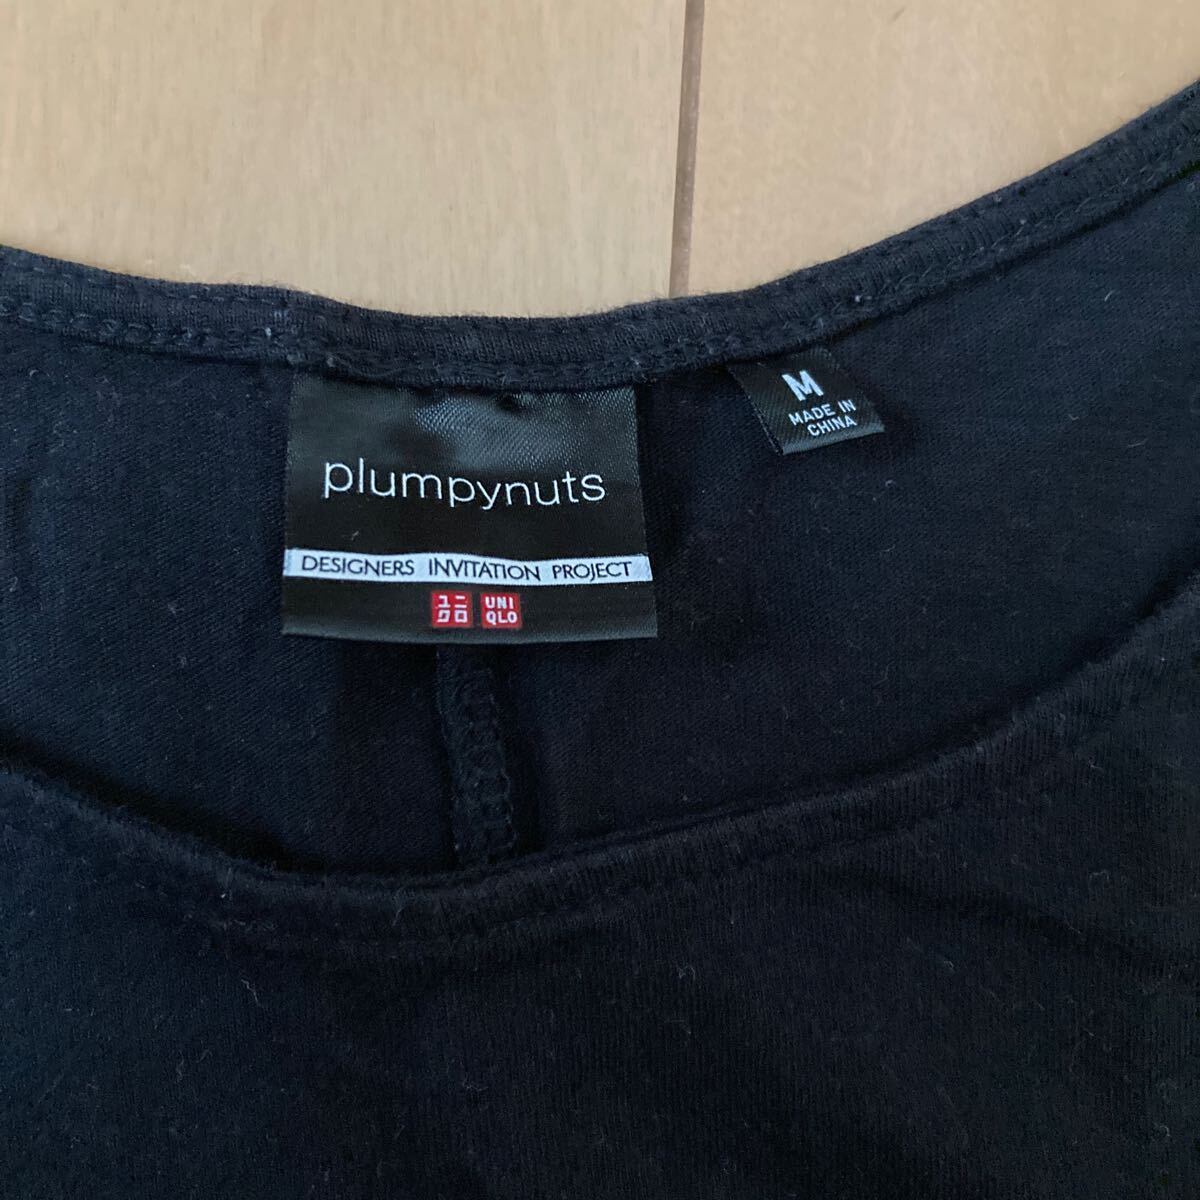 plumpynuts
DESIGNERS INVITATION PROJECT
ユニ
クロ
UNI
QLO
M
MADE IN
CHINA